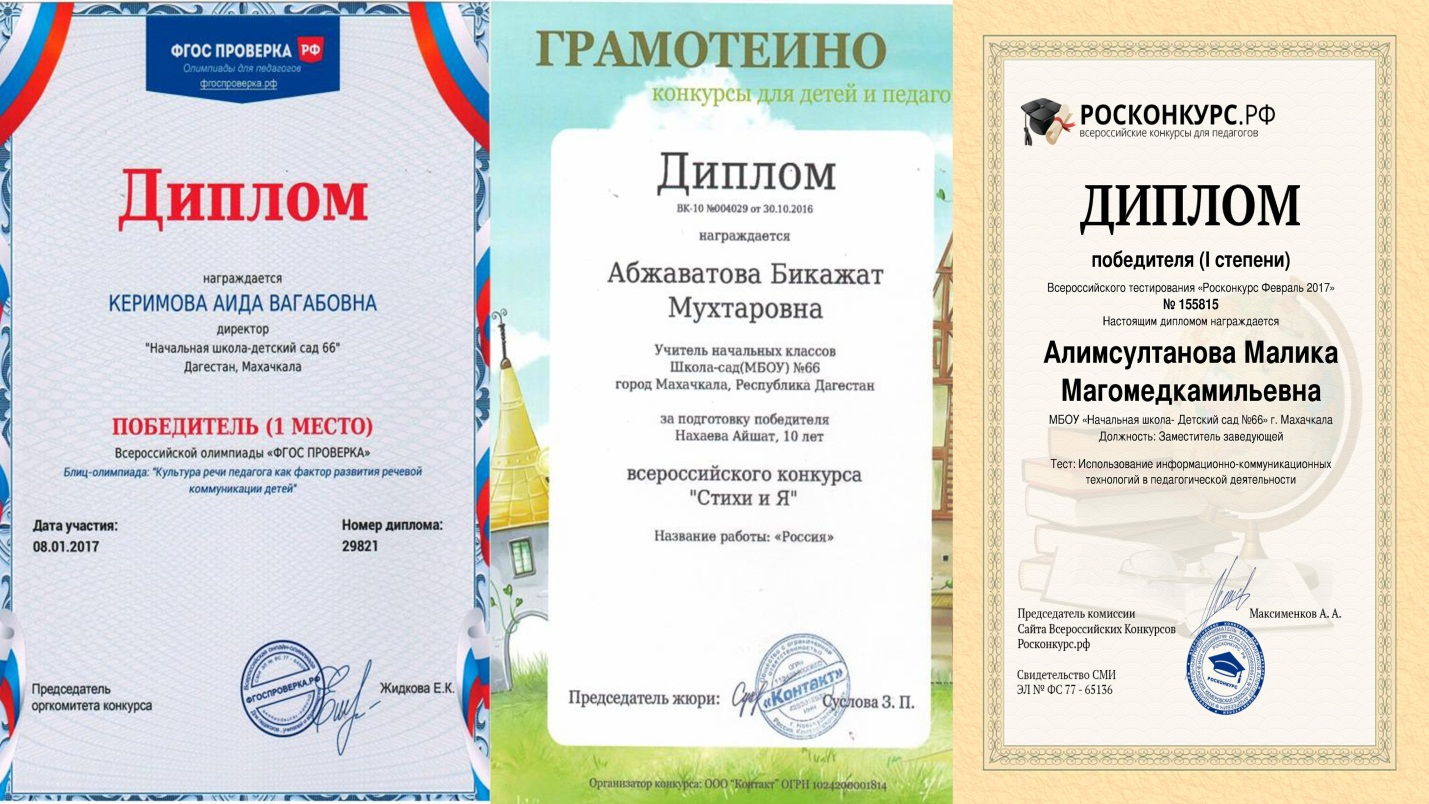 ФГОС ПРОВЕРКА РФ
Олимпиады для педагогов
фгоспроверка.рф
Диплом
награждается
КЕРИМОВА АИДА ВАГАБОВНА
директор
"Начальная школа-детский сад 66"
Дагестан, Махачкала
ПОБЕДИТЕЛЬ (1 МЕСТО)
Всероссийской олимпиады «ФГОС ПРОВЕРКА»
Блиц-олимпиада: "Культура речи педагога как фактор развития речевой
коммуникации детей"
Дата участия:
08.01.2017
Номер диплома:
29821
Председатель
оргкомитета конкурса
ФГОСПРОВЕРКА.РФ
Жидкова Е.К.
ГРАМОТЕИНО
конкурсы для детей и педаго
Диплом
ВК-10 №004029 от 30.10.2016
награждается
Абжаватова Бикажат
Мухтаровна
Учитель начальных классов
Школа-сад(МБОУ) №66
город Махачкала, Республика Дагестан
за подготовку победителя
Нахаева Айшат, 10 лет
всероссийского конкурса
"Стихи и Я"
Название работы: «Россия»
Председатель жюри:
«Контакт»
Суслова З. П.
Организатор конкурса: ООО "Контакт" ОГРН 1024200001814
РОСКОНКУРС.РФ
всероссийские конкурсы для педагогов
ДИПЛОМ
победителя (I степени)
Всероссийского тестирования «Росконкурс Февраль 2017»
№ 155815
Настоящим дипломом награждается
Алимсултанова Малика
Магомедкамильевна
МБОУ «Начальная школа- Детский сад №66» г. Махачкала
Должность: Заместитель заведующей
Тест: Использование информационно-коммуникационных
технологий в педагогической деятельности
Председатель комиссии
Сайта Всероссийских Конкурсов
Росконкурс.рф
Максименков А. А.
Свидетельство СМИ
ЭЛ № ФС 77 - 65136
РОСКОНКУРС